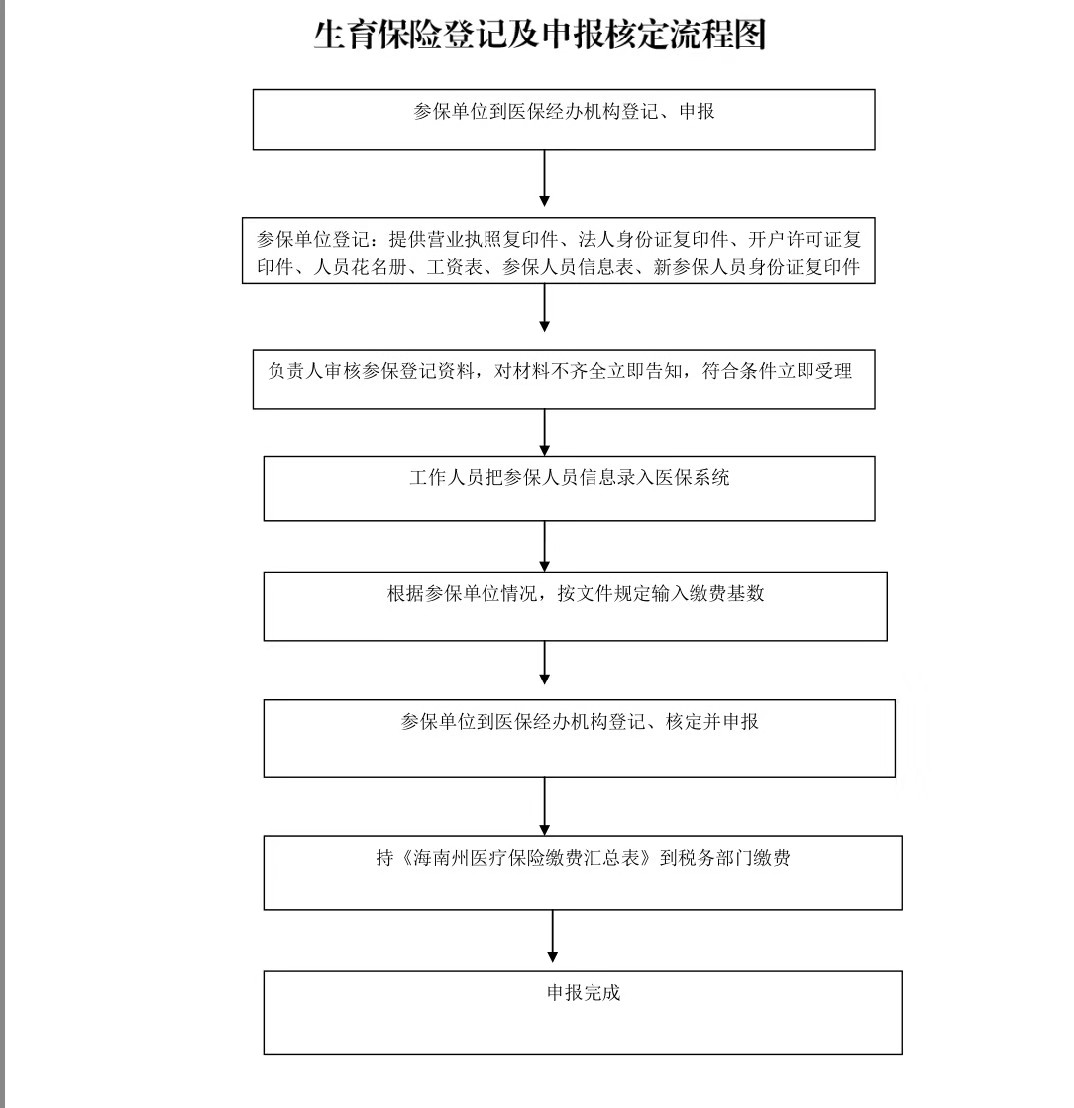 生育保险登记及申报核定流程图
参保单位到医保经办机构登记、申报
参保单位登记：提供营业执照复印件、法人身份证复印件、开户许可证复
印件、人员花名册、工资表、参保人员信息表、新参保人员身份证复印件
负责人审核参保登记资料，对材料不齐全立即告知，符合条件立即受理
工作人员把参保人员信息录入医保系统
根据参保单位情况，按文件规定输入缴费基数
参保单位到医保经办机构登记、核定并申报
持《海南州医疗保险缴费汇总表》到税务部门缴费
申报完成